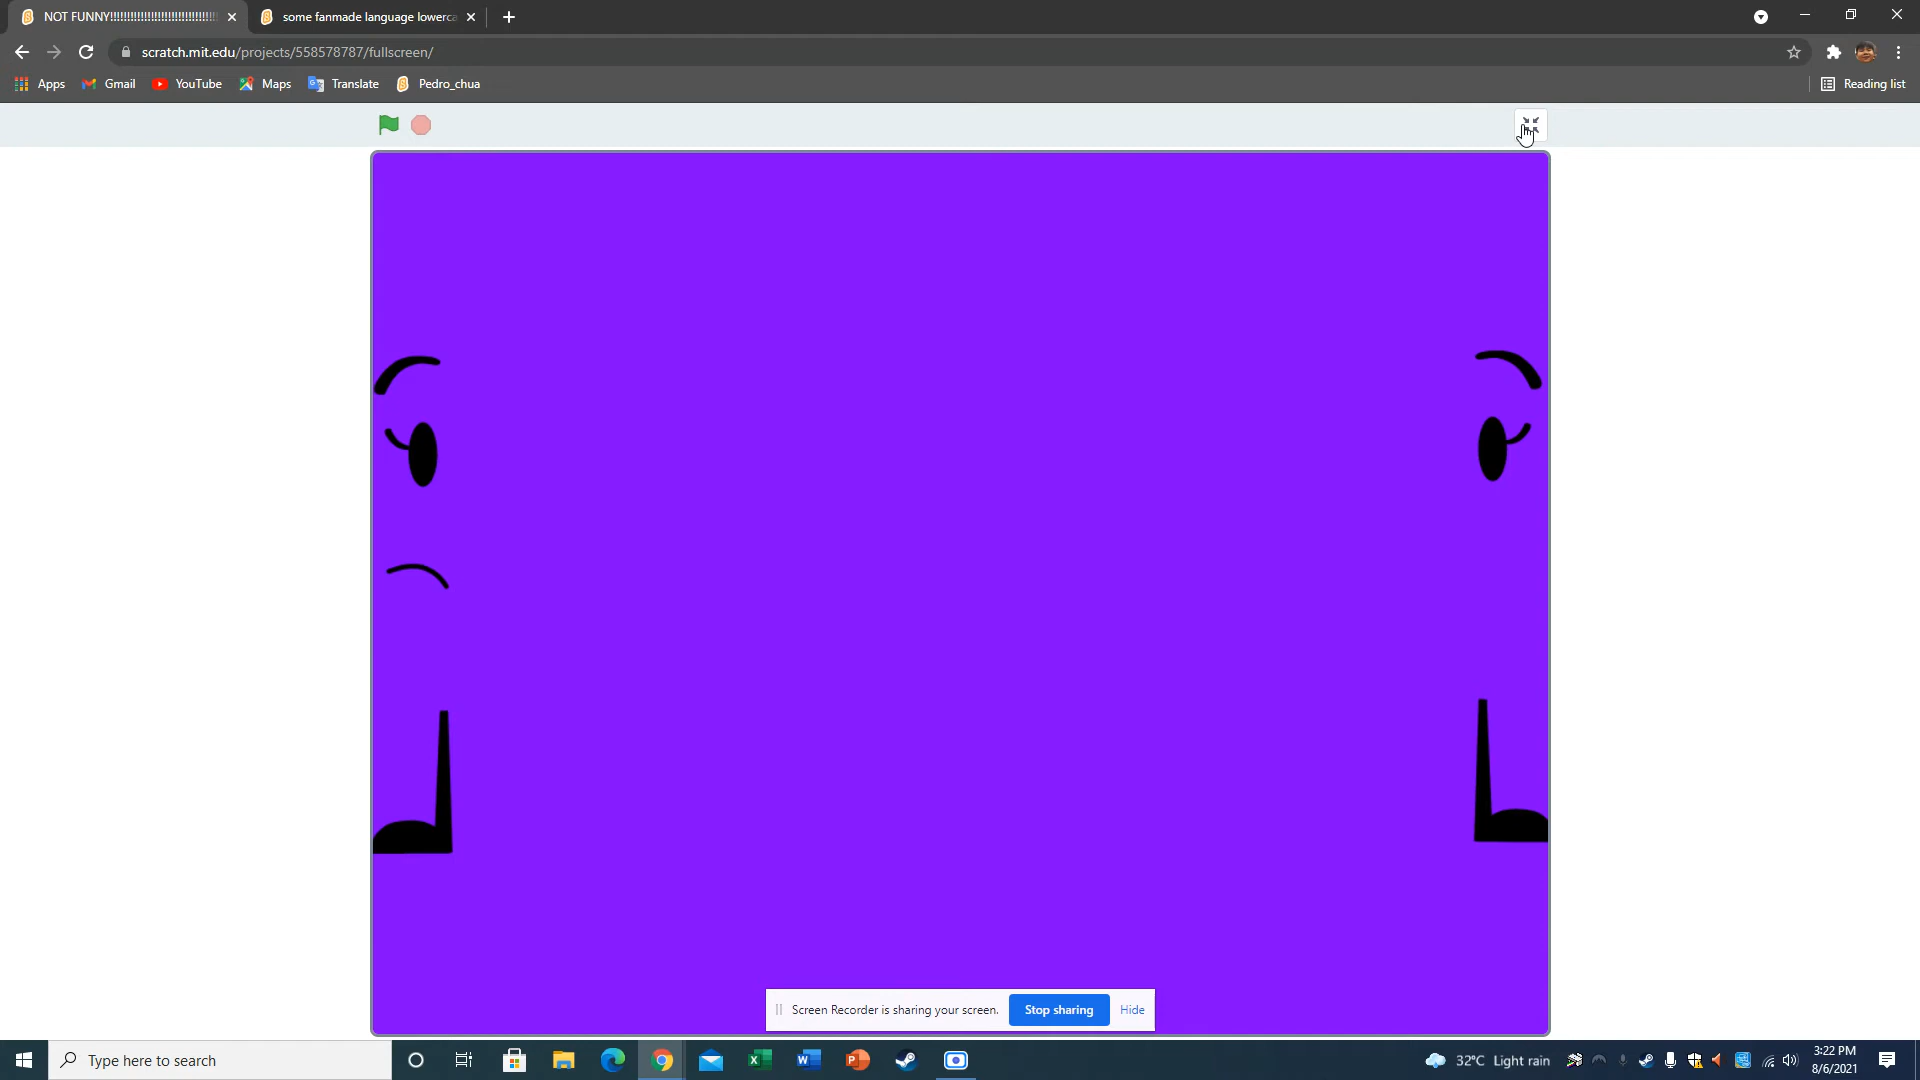 NOT FUNNY!!!!!!!!!!!!!!!!!!!!!!!!!!!!!!!
some fanmade language lowerca
scratch.mit.edu/projects/558578787/fullscreen/
Apps
Gmail
YouTube
Maps
Translate
Pedro_chua
Reading list
Screen Recorder is sharing your screen.
Stop sharing
Hide
Type here to search
32°C Light rain
3:22 PM
8/6/2021